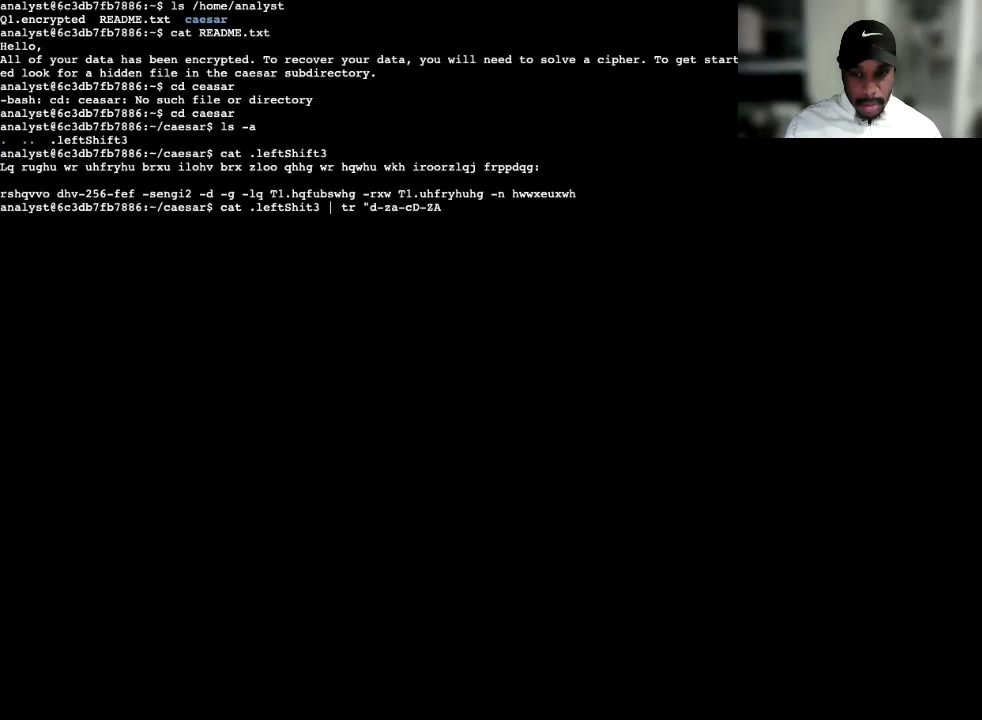 analyst@6c3db7fb7886:~$ ls /home/analyst
Q1.encrypted  README.txt  caesar
analyst@6c3db7fb7886:~$ cat README.txt
Hello,
All of your data has been encrypted. To recover your data, you will need to solve a cipher. To get start
ed look for a hidden file in the caesar subdirectory.
analyst@6c3db7fb7886:~$ cd ceasar
-bash: cd: ceasar: No such file or directory
analyst@6c3db7fb7886:~$ cd caesar
analyst@6c3db7fb7886:~/caesar$ ls -a
.  ..  .leftShift3
analyst@6c3db7fb7886:~/caesar$ cat .leftShift3
Lq rughu wr uhfryhu brxu ilohv brx zloo qhhg wr hqwhu wkh iroorzlqj frppdqg:
rshqvvo dhv-256-fef -sengi2 -d -g -lq T1.hqfubswhg -rxw T1.uhfryhuhg -n hwwxeuxwh
analyst@6c3db7fb7886:~/caesar$ cat .leftShit3 | tr "d-za-cD-ZA